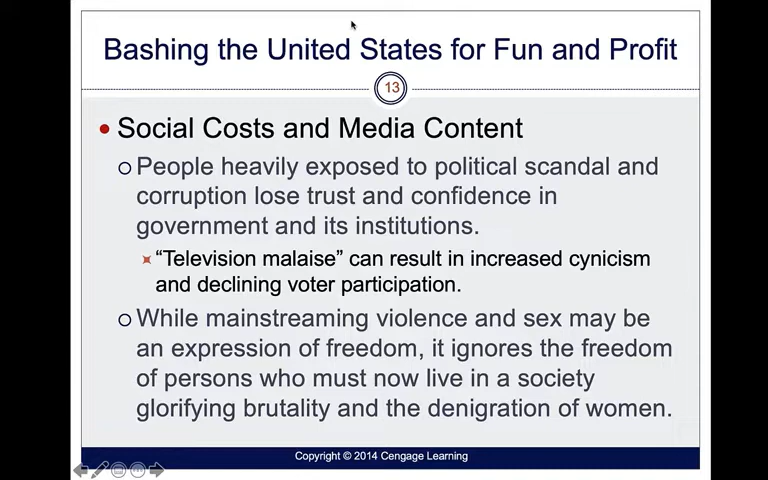 Bashing the United States for Fun and Profit
13
Social Costs and Media Content
People heavily exposed to political scandal and
corruption lose trust and confidence in
government and its institutions.
“Television malaise” can result in increased cynicism
and declining voter participation.
While mainstreaming violence and sex may be
an expression of freedom, it ignores the freedom
of persons who must now live in a society
glorifying brutality and the denigration of women.
Copyright © 2014 Cengage Learning